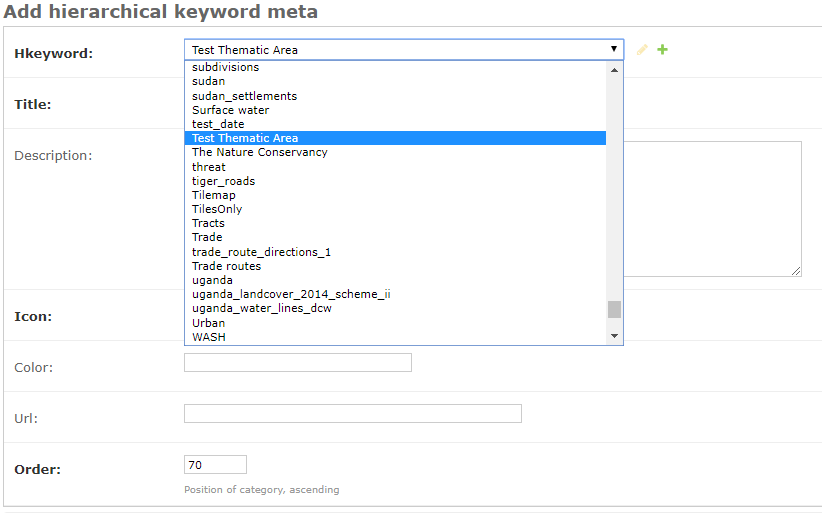 Add hierarchical keyword meta
Hkeyword:
Test Thematic Area
subdivisions
sudan
sudan_settlements
Surface water
test_date
Test Thematic Area
The Nature Conservancy
threat
tiger_roads
Tilemap
TilesOnly
Tracts
Trade
trade_route_directions_1
Trade routes
uganda
uganda_landcover_2014_scheme_ii
uganda_water_lines_dcw
Urban
WASH
Title:
Description:
Icon:
Color:
Url:
Order:
70
Position of category, ascending